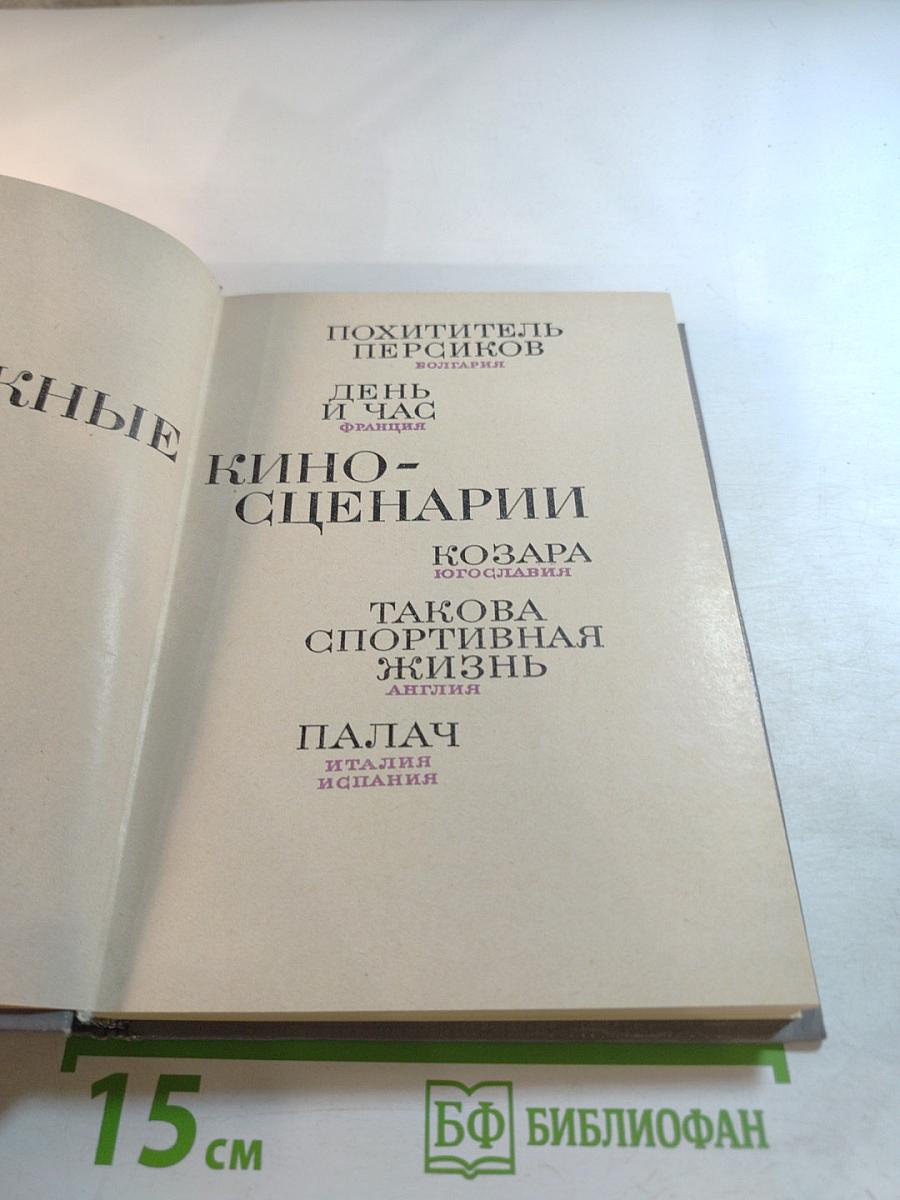 ЖНЫЕ
ПОХИТИТЕЛЬ
ПЕРСИКОВ
БОЛГАРИЯ
ДЕНЬ
И ЧАС
ФРАНЦИЯ
КИНО-
СЦЕНАРИИ
КОЗАРА
ЮГОСЛАВИЯ
ТАКОВА
СПОРТИВНАЯ
ЖИЗНЬ
АНГЛИЯ
ПАЛАЧ
ИТАЛИЯ
ИСПАНИЯ
15 см
БФ БИБЛИОФАН